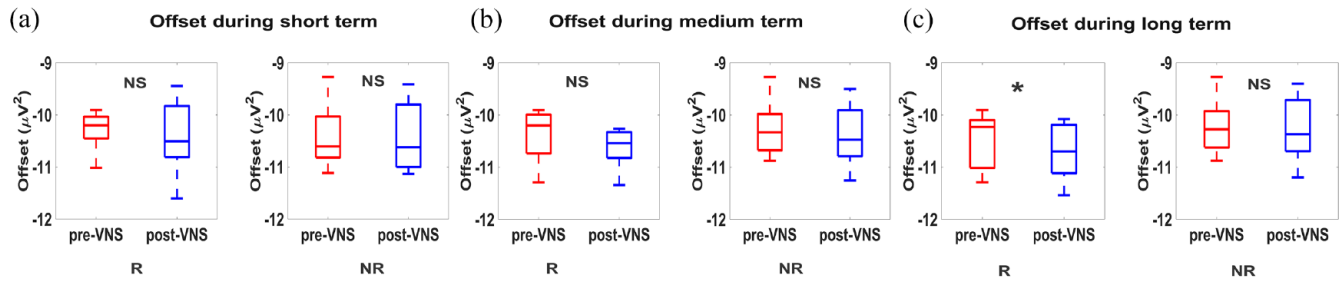 (a) Offset during short term
(b) Offset during medium term
(c) Offset during long term
Offset (μV²)
-9
-10
-11
-12
NS
pre-VNS post-VNS
R
Offset (μV²)
-9
-10
-11
-12
NS
pre-VNS post-VNS
NR
Offset (μV²)
-9
-10
-11
-12
NS
pre-VNS post-VNS
R
Offset (μV²)
-9
-10
-11
-12
NS
pre-VNS post-VNS
NR
Offset (μV²)
-9
-10
-11
-12
*
pre-VNS post-VNS
R
Offset (μV²)
-9
-10
-11
-12
NS
pre-VNS post-VNS
NR